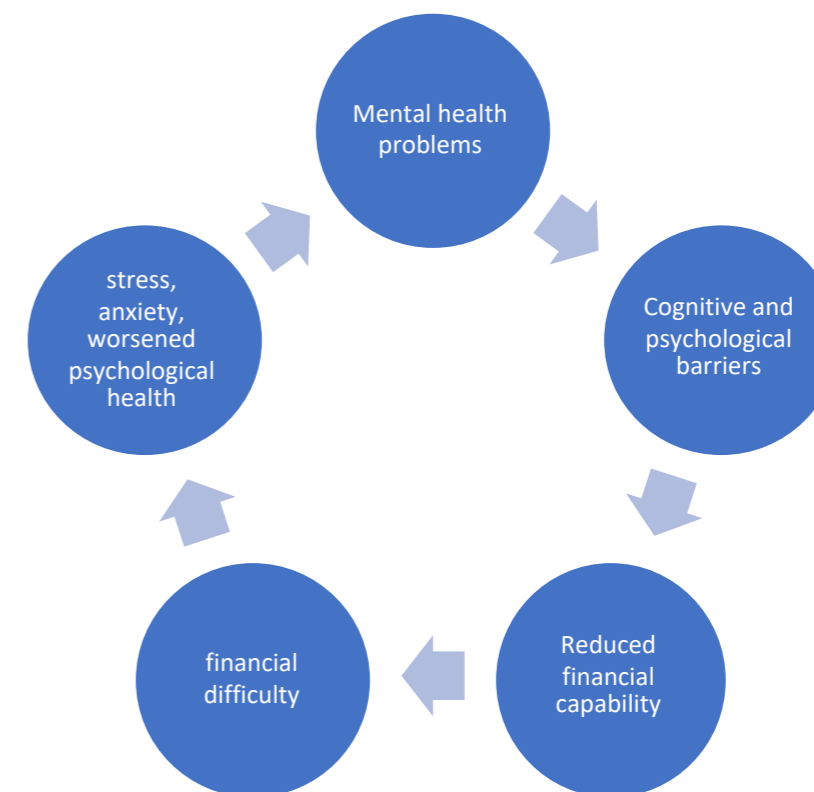 Mental health
problems
Cognitive and
psychological
barriers
Reduced
financial
capability
financial
difficulty
stress,
anxiety,
worsened
psychological
health